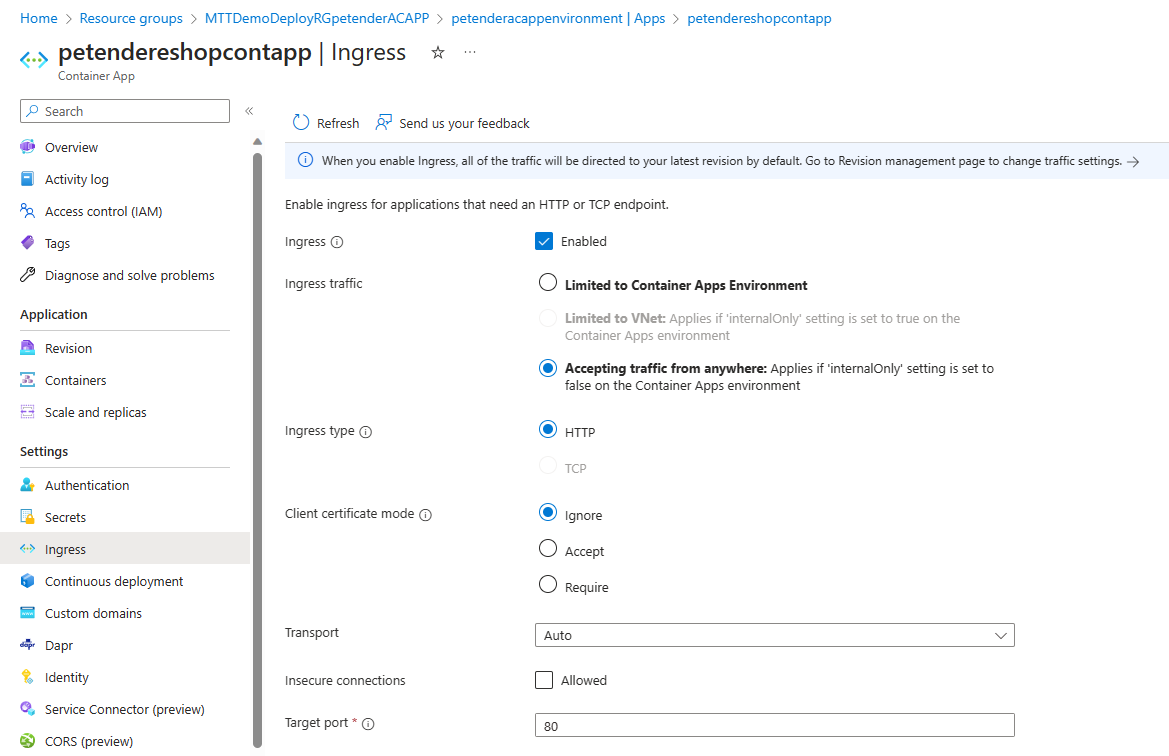 Home > Resource groups > MTTDemoDeployRGpetenderACAPP > petenderacappenvironment | Apps > petendereshopcontapp
petendereshopcontapp | Ingress
Container App
Search
Overview
Activity log
Access control (IAM)
Tags
Diagnose and solve problems
Application
Revision
Containers
Scale and replicas
Settings
Authentication
Secrets
Ingress
Continuous deployment
Custom domains
Dapr
Identity
Service Connector (preview)
CORS (preview)
Refresh
Send us your feedback
When you enable Ingress, all of the traffic will be directed to your latest revision by default. Go to Revision management page to change traffic settings. →
Enable ingress for applications that need an HTTP or TCP endpoint.
Ingress
Enabled
Ingress traffic
Limited to Container Apps Environment
Limited to VNet: Applies if 'internalOnly' setting is set to true on the
Container Apps environment
Accepting traffic from anywhere: Applies if 'internalOnly' setting is set to
false on the Container Apps environment
Ingress type
HTTP
TCP
Client certificate mode
Ignore
Accept
Require
Transport
Auto
Insecure connections
Allowed
Target port *
80